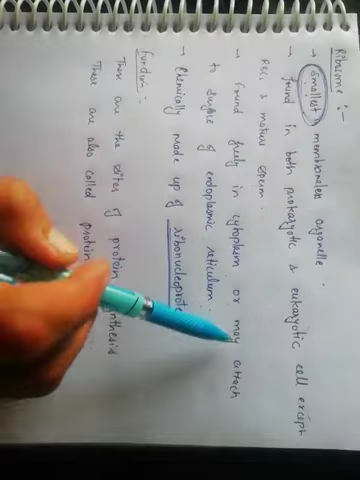 Ribosome :-
→ Smallest membraneless organelle.
→ found in both prokaryotic & eukaryotic cell except
RBC & mature sperm.
→ found freely in cytoplasm or may attach
to surface of endoplasmic reticulum.
→ Chemically made up of ribonucleoprote
Function :-
These are the sites of protein nthesis
These are also called protein